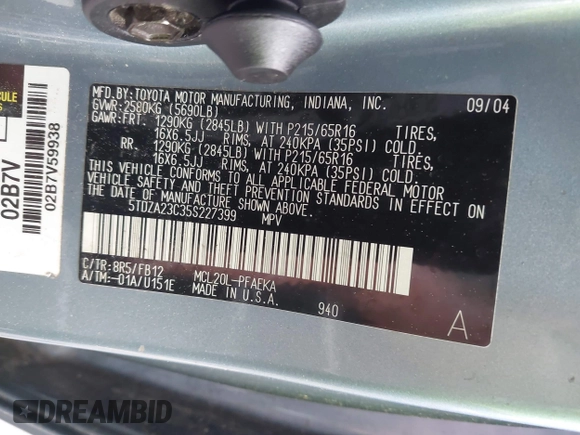 CULE
S
02B7V
02B7V59938
MFD.BY:TOYOTA MOTOR MANUFACTURING, INDIANA, INC. 09/04
GVWR:2580KG (5690LB)
GAWR:FRT 1290KG (2845LB) WITH P215/65R16 TIRES,
16X6.5JJ RIMS, AT 240KPA (35PSI) COLD.
RR 1290KG (2845LB) WITH P215/65R16 TIRES,
16X6.5JJ RIMS, AT 240KPA (35PSI) COLD.
THIS VEHICLE CONFORMS TO ALL APPLICABLE FEDERAL MOTOR
VEHICLE SAFETY AND THEFT PREVENTION STANDARDS IN EFFECT ON
THE DATE OF MANUFACTURE SHOWN ABOVE.
5TDZA23C35S227399 MPV
C/TR:8R5/FB12 MCL20L-PFAEKA
A/TM:-01A/U151E MADE IN U.S.A. 940
A
DREAMBID